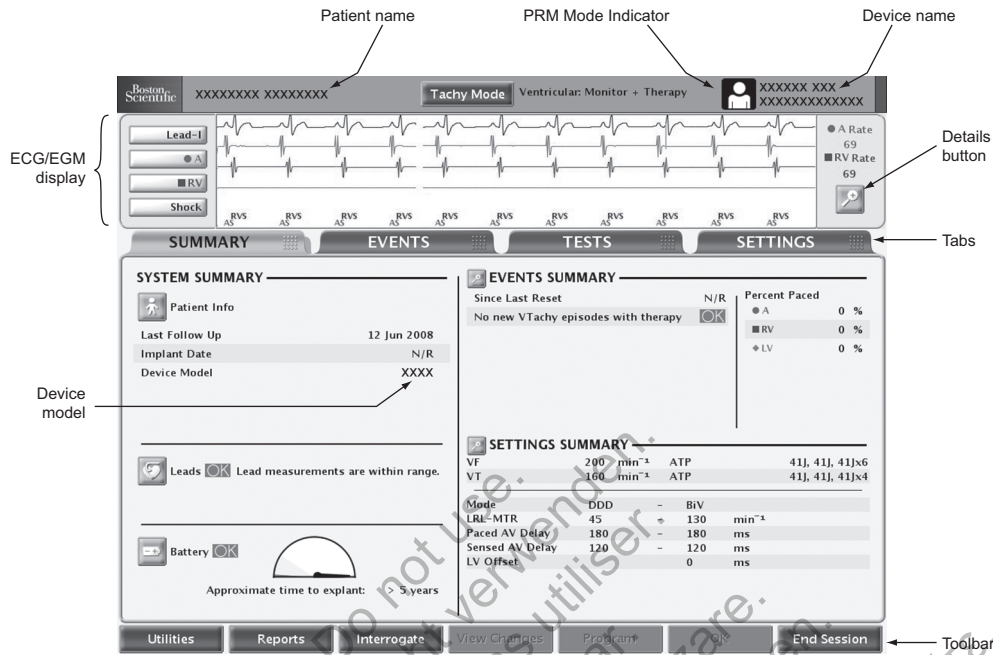 Patient name
PRM Mode Indicator
Device name
Boston
Scientific
XXXXXXXX XXXXXXXX
Tachy Mode
Ventricular: Monitor + Therapy
XXXXXX XXX
XXXXXXXXXXXXX
ECG/EGM
display
Lead-I
A
RV
Shock
A Rate
69
RV Rate
69
Details
button
AS RVS AS RVS AS RVS AS RVS AS RVS AS RVS AS RVS AS RVS AS RVS AS RVS
SUMMARY
EVENTS
TESTS
SETTINGS
Tabs
SYSTEM SUMMARY
Patient Info
Last Follow Up 12 Jun 2008
Implant Date N/R
Device Model XXXX
Device
model
Leads OK Lead measurements are within range.
Battery OK
Approximate time to explant: > 5 years
EVENTS SUMMARY
Since Last Reset N/R
No new VTachy episodes with therapy OK
Percent Paced
A 0 %
RV 0 %
LV 0 %
SETTINGS SUMMARY
VF 200 min⁻¹ ATP 41J, 41J, 41Jx6
VT 160 min⁻¹ ATP 41J, 41J, 41Jx4
Mode DDD - BiV
LRL-MTR 45 - 130 min⁻¹
Paced AV Delay 180 - 180 ms
Sensed AV Delay 120 - 120 ms
LV Offset 0 ms
Utilities
Reports
Interrogate
View Changes
Program
OK
End Session
Toolbar
Do not use.
verwenden.
utiliser.